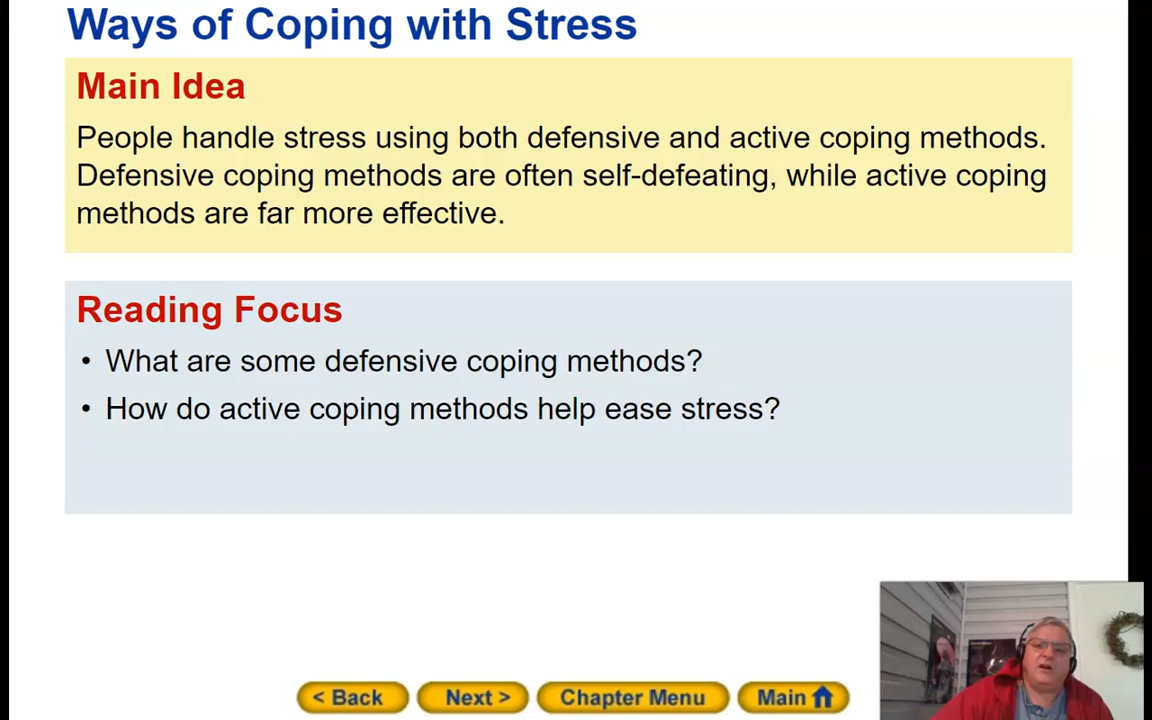 Ways of Coping with Stress
Main Idea
People handle stress using both defensive and active coping methods.
Defensive coping methods are often self-defeating, while active coping
methods are far more effective.
Reading Focus
• What are some defensive coping methods?
• How do active coping methods help ease stress?
< Back
Next >
Chapter Menu
Main